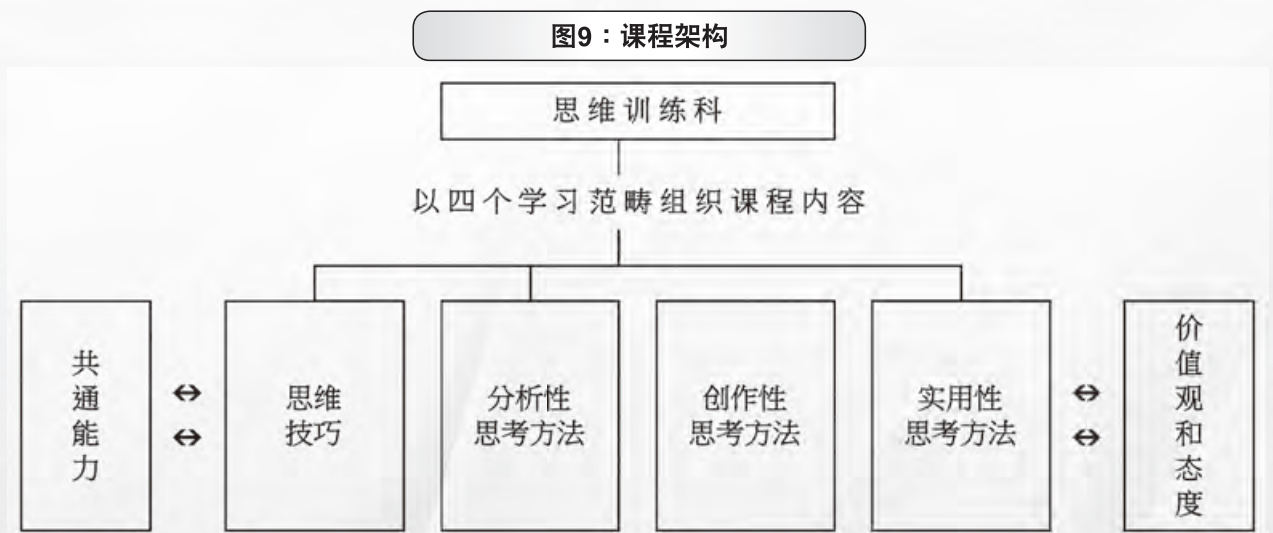 图9：课程架构
思维训练科
以四个学习范畴组织课程内容
共
通
能
力
思维
技巧
分析性
思考方法
创作性
思考方法
实用性
思考方法
价
值
观
和
态
度